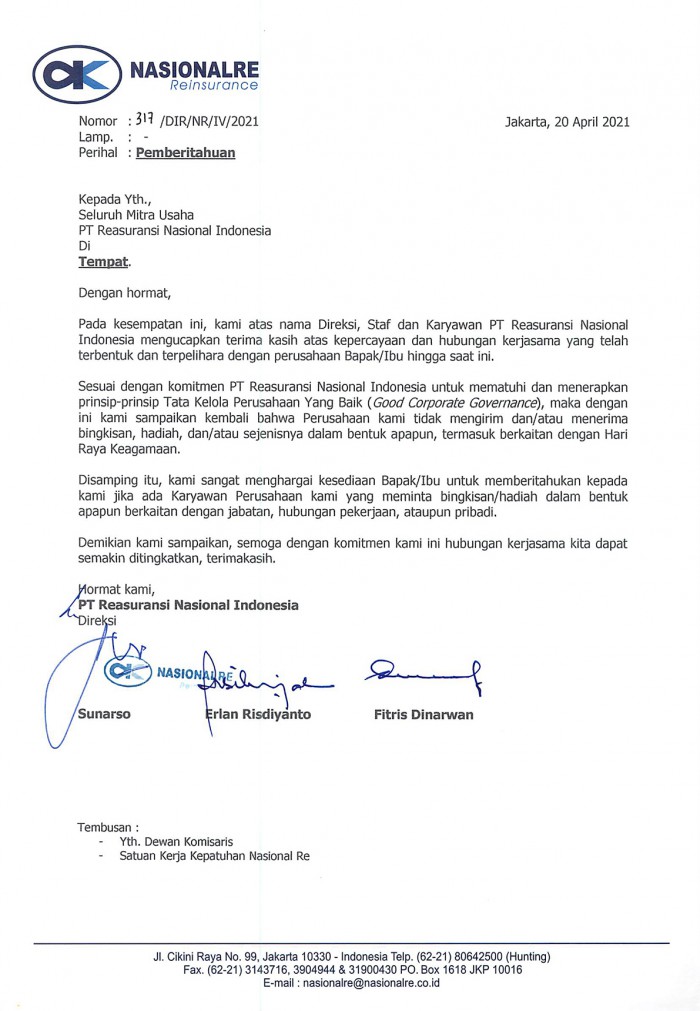 NASIONALRE
Reinsurance
Nomor : 317 /DIR/NR/IV/2021
Jakarta, 20 April 2021
Lamp. : -
Perihal : Pemberitahuan
Kepada Yth.,
Seluruh Mitra Usaha
PT Reasuransi Nasional Indonesia
Di
Tempat.
Dengan hormat,
Pada kesempatan ini, kami atas nama Direksi, Staf dan Karyawan PT Reasuransi Nasional
Indonesia mengucapkan terima kasih atas kepercayaan dan hubungan kerjasama yang telah
terbentuk dan terpelihara dengan perusahaan Bapak/Ibu hingga saat ini.
Sesuai dengan komitmen PT Reasuransi Nasional Indonesia untuk mematuhi dan menerapkan
prinsip-prinsip Tata Kelola Perusahaan Yang Baik (Good Corporate Governance), maka dengan
ini kami sampaikan kembali bahwa Perusahaan kami tidak mengirim dan/atau menerima
bingkisan, hadiah, dan/atau sejenisnya dalam bentuk apapun, termasuk berkaitan dengan Hari
Raya Keagamaan.
Disamping itu, kami sangat menghargai kesediaan Bapak/Ibu untuk memberitahukan kepada
kami jika ada Karyawan Perusahaan kami yang meminta bingkisan/hadiah dalam bentuk
apapun berkaitan dengan jabatan, hubungan pekerjaan, ataupun pribadi.
Demikian kami sampaikan, semoga dengan komitmen kami ini hubungan kerjasama kita dapat
semakin ditingkatkan, terimakasih.
Hormat kami,
PT Reasuransi Nasional Indonesia
Direksi
NASIONALRE
Sunarso
Erlan Risdiyanto
Fitris Dinarwan
Tembusan :
- Yth. Dewan Komisaris
- Satuan Kerja Kepatuhan Nasional Re
Jl. Cikini Raya No. 99, Jakarta 10330 - Indonesia Telp. (62-21) 80642500 (Hunting)
Fax. (62-21) 3143716, 3904944 & 31900430 PO. Box 1618 JKP 10016
E-mail : nasionalre@nasionalre.co.id